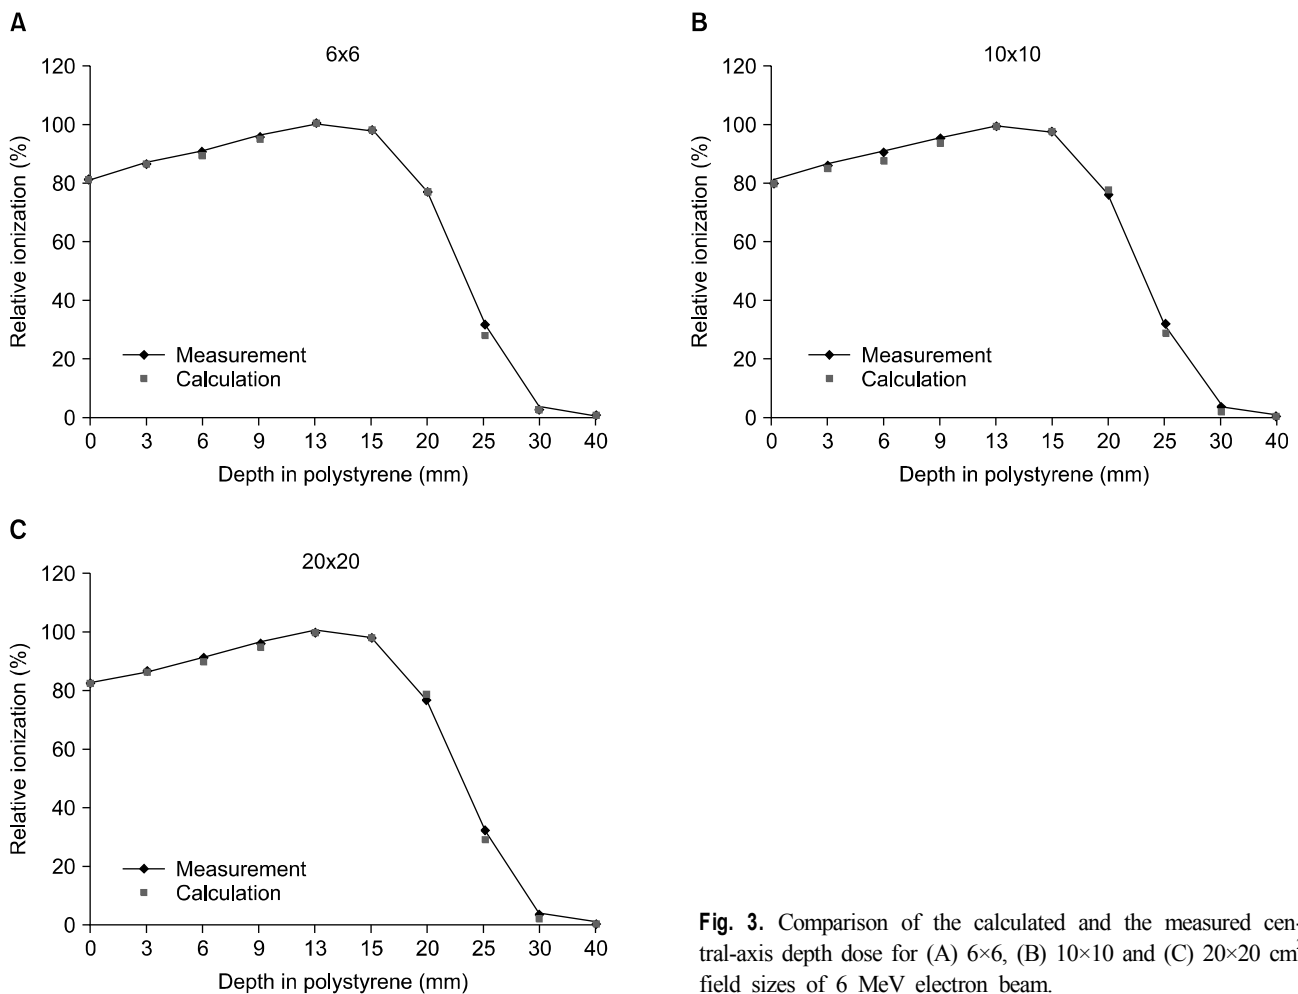 A
6x6
120
100
80
60
40
20
0
Relative ionization (%)
Measurement
Calculation
0 3 6 9 13 15 20 25 30 40
Depth in polystyrene (mm)
B
10x10
120
100
80
60
40
20
0
Relative ionization (%)
Measurement
Calculation
0 3 6 9 13 15 20 25 30 40
Depth in polystyrene (mm)
C
20x20
120
100
80
60
40
20
0
Relative ionization (%)
Measurement
Calculation
0 3 6 9 13 15 20 25 30 40
Depth in polystyrene (mm)
Fig. 3. Comparison of the calculated and the measured cen-
tral-axis depth dose for (A) 6×6, (B) 10×10 and (C) 20×20 cm²
field sizes of 6 MeV electron beam.